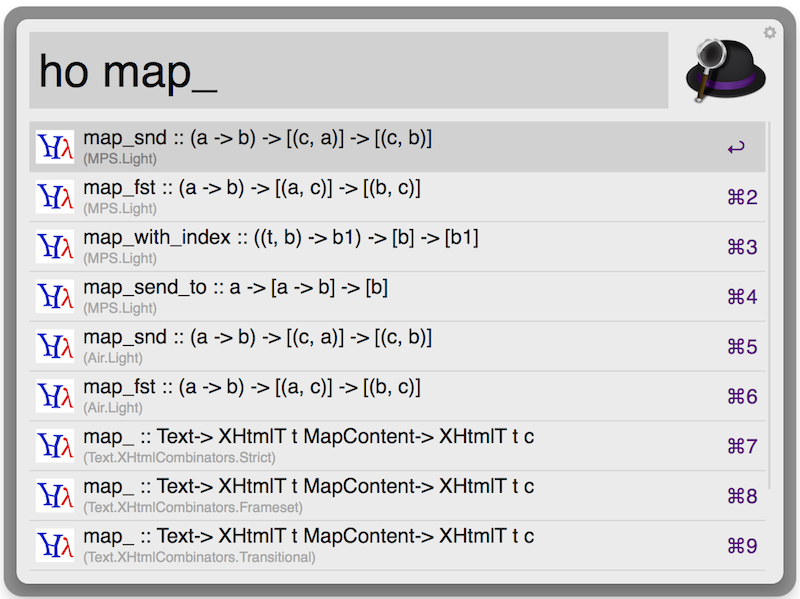 ho map_
map_snd :: (a -> b) -> [(c, a)] -> [(c, b)]
(MPS.Light)
↩
map_fst :: (a -> b) -> [(a, c)] -> [(b, c)]
(MPS.Light)
⌘2
map_with_index :: ((t, b) -> b1) -> [b] -> [b1]
(MPS.Light)
⌘3
map_send_to :: a -> [a -> b] -> [b]
(MPS.Light)
⌘4
map_snd :: (a -> b) -> [(c, a)] -> [(c, b)]
(Air.Light)
⌘5
map_fst :: (a -> b) -> [(a, c)] -> [(b, c)]
(Air.Light)
⌘6
map_ :: Text-> XHtmlT t MapContent-> XHtmlT t c
(Text.XHtmlCombinators.Strict)
⌘7
map_ :: Text-> XHtmlT t MapContent-> XHtmlT t c
(Text.XHtmlCombinators.Frameset)
⌘8
map_ :: Text-> XHtmlT t MapContent-> XHtmlT t c
(Text.XHtmlCombinators.Transitional)
⌘9